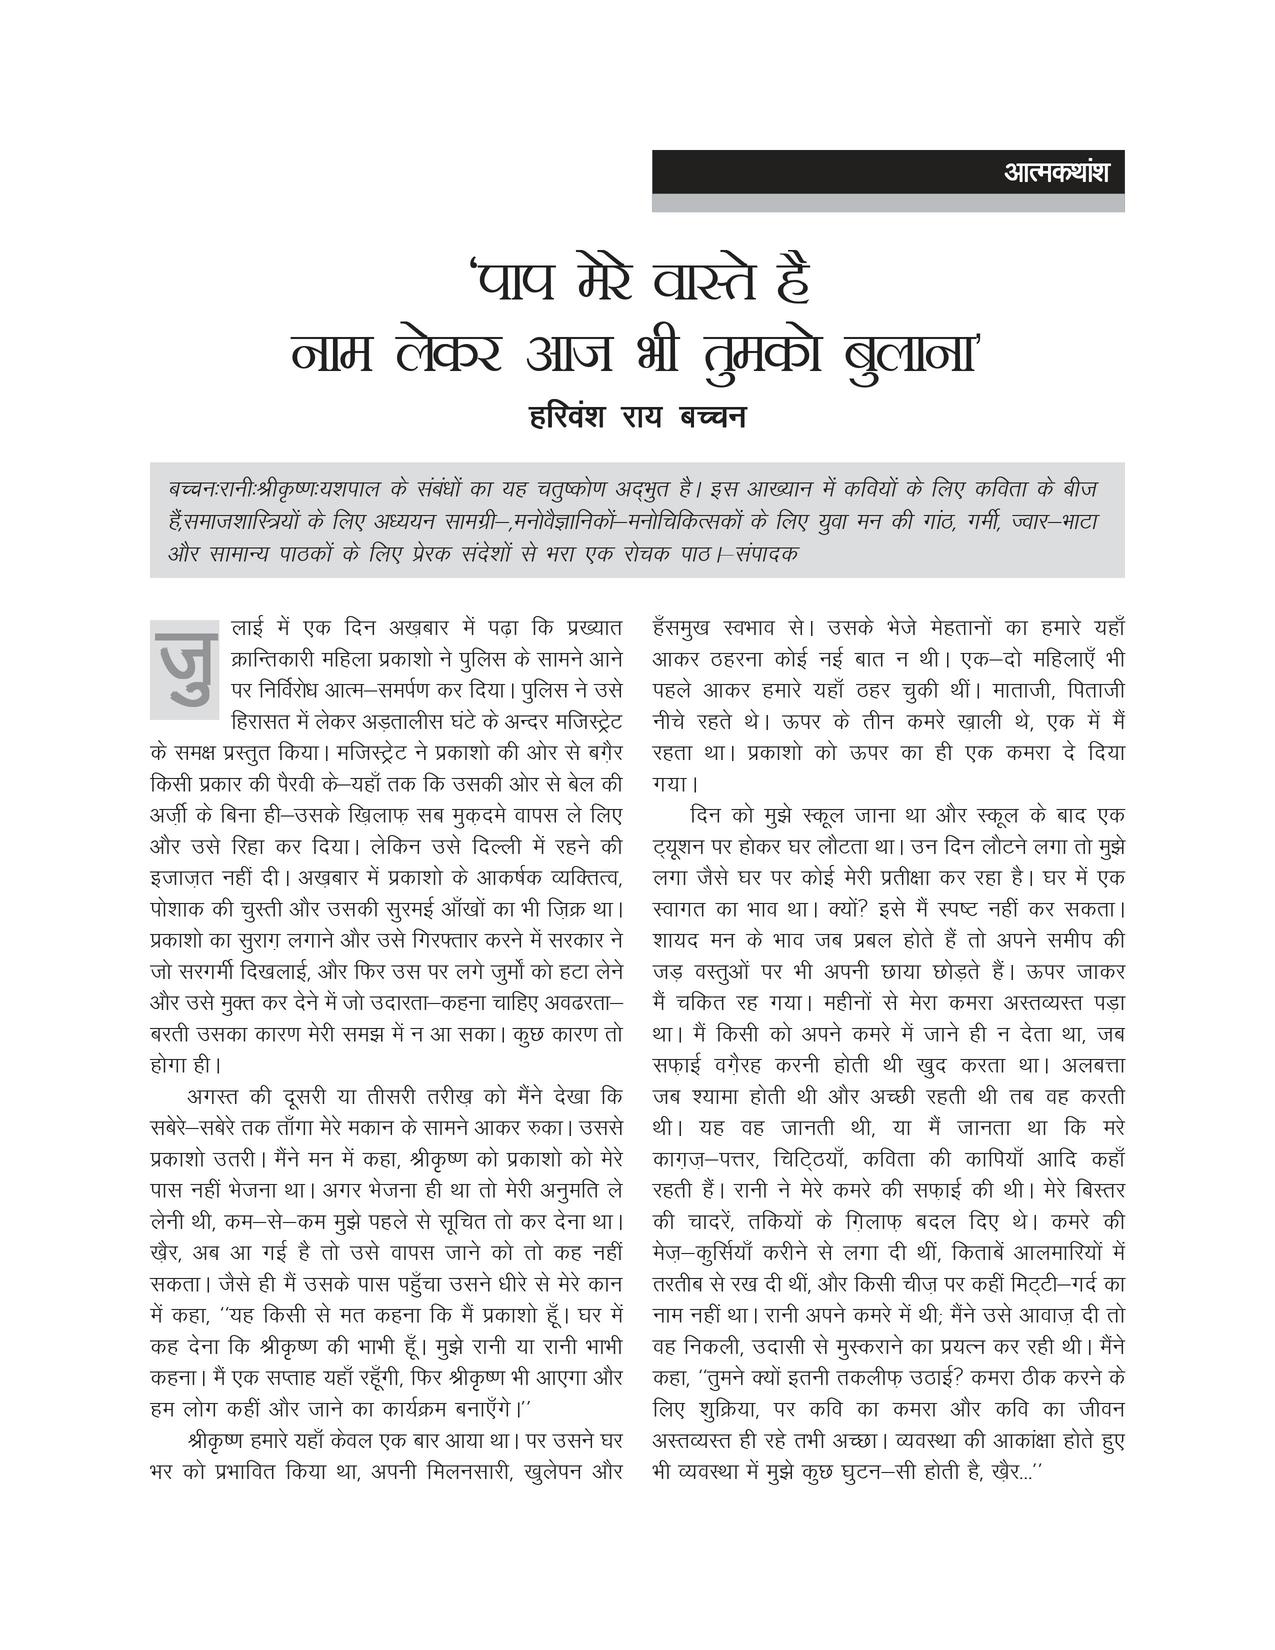 आत्मकथांश
‘पाप मेरे वास्ते है
नाम लेकर आज भी तुमको बुलाना’
हरिवंश राय बच्चन
बच्चनःरानीःश्रीकृष्णःयशपाल के संबंधों का यह चतुष्कोण अद्‌भुत है। इस आख्यान में कवियों के लिए कविता के बीज
हैं,समाजशास्त्रियों के लिए अध्ययन सामग्री–,मनोवैज्ञानिकों–मनोचिकित्सकों के लिए युवा मन की गांठ, गर्मी, ज्वार–भाटा
और सामान्य पाठकों के लिए प्रेरक संदेशों से भरा एक रोचक पाठ।–संपादक
जुलाई में एक दिन अख़बार में पढ़ा कि प्रख्यात
क्रान्तिकारी महिला प्रकाशो ने पुलिस के सामने आने
पर निर्विरोध आत्म–समर्पण कर दिया। पुलिस ने उसे
हिरासत में लेकर अड़तालीस घंटे के अन्दर मजिस्ट्रेट
के समक्ष प्रस्तुत किया। मजिस्ट्रेट ने प्रकाशो की ओर से बग़ैर
किसी प्रकार की पैरवी के–यहाँ तक कि उसकी ओर से बेल की
अर्ज़ी के बिना ही–उसके ख़िलाफ़ सब मुक़दमे वापस ले लिए
और उसे रिहा कर दिया। लेकिन उसे दिल्ली में रहने की
इजाज़त नहीं दी। अख़बार में प्रकाशो के आकर्षक व्यक्तित्व,
पोशाक की चुस्ती और उसकी सुरमई आँखों का भी ज़िक्र था।
प्रकाशो का सुराग़ लगाने और उसे गिरफ्तार करने में सरकार ने
जो सरगर्मी दिखलाई, और फिर उस पर लगे जुर्मों को हटा लेने
और उसे मुक्त कर देने में जो उदारता–कहना चाहिए अवढरता–
बरती उसका कारण मेरी समझ में न आ सका। कुछ कारण तो
होगा ही।
अगस्त की दूसरी या तीसरी तरीख़ को मैंने देखा कि
सबेरे–सबेरे तक ताँगा मेरे मकान के सामने आकर रुका। उससे
प्रकाशो उतरी। मैंने मन में कहा, श्रीकृष्ण को प्रकाशो को मेरे
पास नहीं भेजना था। अगर भेजना ही था तो मेरी अनुमति ले
लेनी थी, कम–से–कम मुझे पहले से सूचित तो कर देना था।
ख़ैर, अब आ गई है तो उसे वापस जाने को तो कह नहीं
सकता। जैसे ही मैं उसके पास पहुँचा उसने धीरे से मेरे कान
में कहा, ‘‘यह किसी से मत कहना कि मैं प्रकाशो हूँ। घर में
कह देना कि श्रीकृष्ण की भाभी हूँ। मुझे रानी या रानी भाभी
कहना। मैं एक सप्ताह यहाँ रहूँगी, फिर श्रीकृष्ण भी आएगा और
हम लोग कहीं और जाने का कार्यक्रम बनाएँगे।’’
श्रीकृष्ण हमारे यहाँ केवल एक बार आया था। पर उसने घर
भर को प्रभावित किया था, अपनी मिलनसारी, खुलेपन और
हँसमुख स्वभाव से। उसके भेजे मेहतानों का हमारे यहाँ
आकर ठहरना कोई नई बात न थी। एक–दो महिलाएँ भी
पहले आकर हमारे यहाँ ठहर चुकी थीं। माताजी, पिताजी
नीचे रहते थे। ऊपर के तीन कमरे ख़ाली थे, एक में मैं
रहता था। प्रकाशो को ऊपर का ही एक कमरा दे दिया
गया।
दिन को मुझे स्कूल जाना था और स्कूल के बाद एक
ट्‌यूशन पर होकर घर लौटता था। उन दिन लौटने लगा तो मुझे
लगा जैसे घर पर कोई मेरी प्रतीक्षा कर रहा है। घर में एक
स्वागत का भाव था। क्यों? इसे मैं स्पष्ट नहीं कर सकता।
शायद मन के भाव जब प्रबल होते हैं तो अपने समीप की
जड़ वस्तुओं पर भी अपनी छाया छोड़ते हैं। ऊपर जाकर
मैं चकित रह गया। महीनों से मेरा कमरा अस्तव्यस्त पड़ा
था। मैं किसी को अपने कमरे में जाने ही न देता था, जब
सफ़ाई वग़ैरह करनी होती थी खुद करता था। अलबत्ता
जब श्यामा होती थी और अच्छी रहती थी तब वह करती
थी। यह वह जानती थी, या मैं जानता था कि मरे
काग़ज़–पत्तर, चिट्ठियाँ, कविता की कापियाँ आदि कहाँ
रहती हैं। रानी ने मेरे कमरे की सफ़ाई की थी। मेरे बिस्तर
की चादरें, तकियों के ग़िलाफ़ बदल दिए थे। कमरे की
मेज़–कुर्सियाँ करीने से लगा दी थीं, किताबें आलमारियों में
तरतीब से रख दी थीं, और किसी चीज़ पर कहीं मिट्‌टी–गर्द का
नाम नहीं था। रानी अपने कमरे में थी; मैंने उसे आवाज़ दी तो
वह निकली, उदासी से मुस्कराने का प्रयत्न कर रही थी। मैंने
कहा, ‘‘तुमने क्यों इतनी तकलीफ़ उठाई? कमरा ठीक करने के
लिए शुक्रिया, पर कवि का कमरा और कवि का जीवन
अस्तव्यस्त ही रहे तभी अच्छा। व्यवस्था की आकांक्षा होते हुए
भी व्यवस्था में मुझे कुछ घुटन–सी होती है, ख़ैर...’’